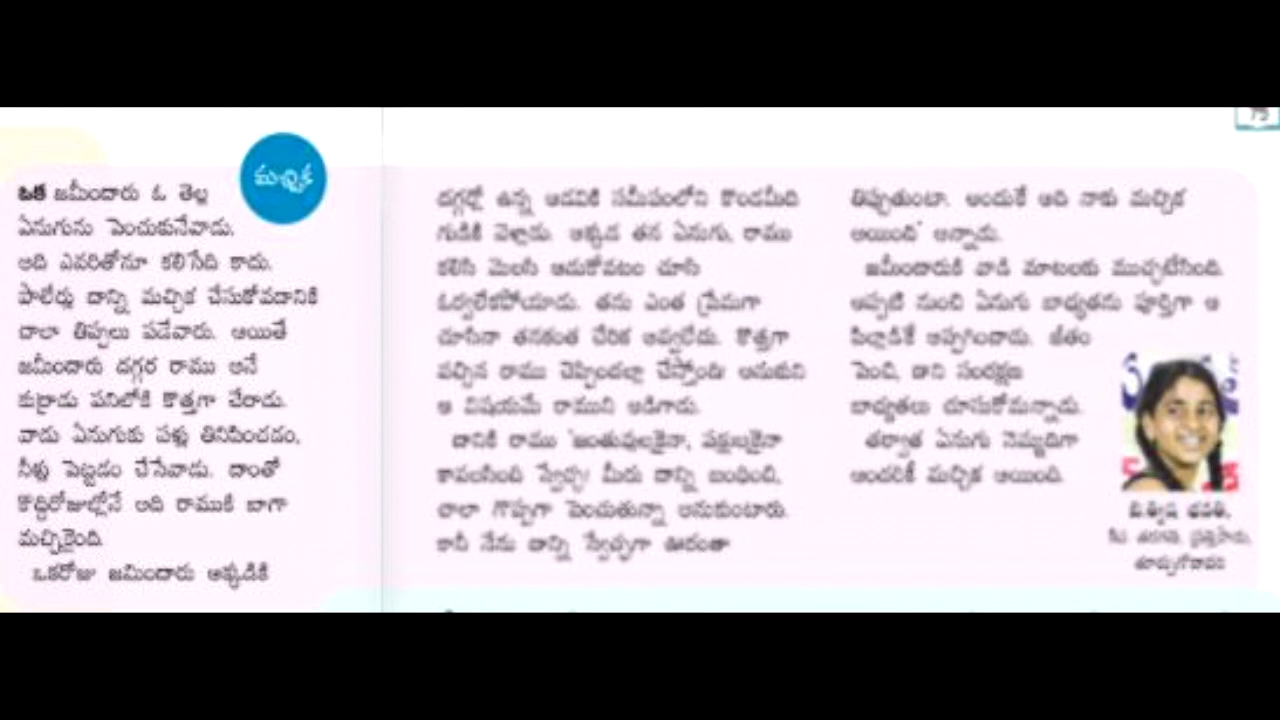 మచ్చిక
ఒక జమీందారు ఓ తెల్ల
ఏనుగును పెంచుకునేవాడు.
అది ఎవరితోనూ కలిసేది కాదు.
పాలేర్లు దాన్ని మచ్చిక చేసుకోవడానికి
చాలా తిప్పలు పడేవారు. అయితే
జమీందారు దగ్గర రాము అనే
కుర్రాడు పనిలోకి కొత్తగా చేరాడు.
వాడు ఏనుగుకు పళ్లు తినిపించడం,
నీళ్లు పెట్టడం చేసేవాడు. దాంతో
కొద్దిరోజుల్లోనే అది రాముకి బాగా
మచ్చికైంది.
ఒకరోజు జమిందారు అక్కడికి
దగ్గర్లో ఉన్న అడవికి సమీపంలోని కొండమీది
గుడికి వెళ్లాడు. అక్కడ తన ఏనుగు, రాము
కలిసి మెలసి ఆడుకోవటం చూసి
ఓర్వలేకపోయాడు. తను ఎంత ప్రేమగా
చూసినా తనకంత చేరిక అవ్వలేదు. కొత్తగా
వచ్చిన రాము చెప్పిందల్లా చేస్తోంది! అనుకుని
ఆ విషయమే రాముని అడిగాడు.
దానికి రాము 'జంతువులకైనా, పక్షులకైనా
కావలసింది స్వేచ్ఛ! మీరు దాన్ని బంధించి,
చాలా గొప్పగా పెంచుతున్నా అనుకుంటారు.
కానీ నేను దాన్ని స్వేచ్ఛగా ఊరంతా
తిప్పుతుంటా. అందుకే అది నాకు మచ్చిక
అయింది' అన్నాడు.
జమీందారుకి వాడి మాటలకు ముచ్చటేసింది.
అప్పటి నుంచి ఏనుగు బాధ్యతను పూర్తిగా ఆ
పిల్లాడికే అప్పగించాడు. జీతం
పెంచి, దాని సంరక్షణ
బాధ్యతలు చూసుకోమన్నాడు.
తర్వాత ఏనుగు నెమ్మదిగా
అందరికీ మచ్చిక అయింది.
తూర్పుగోదావరి